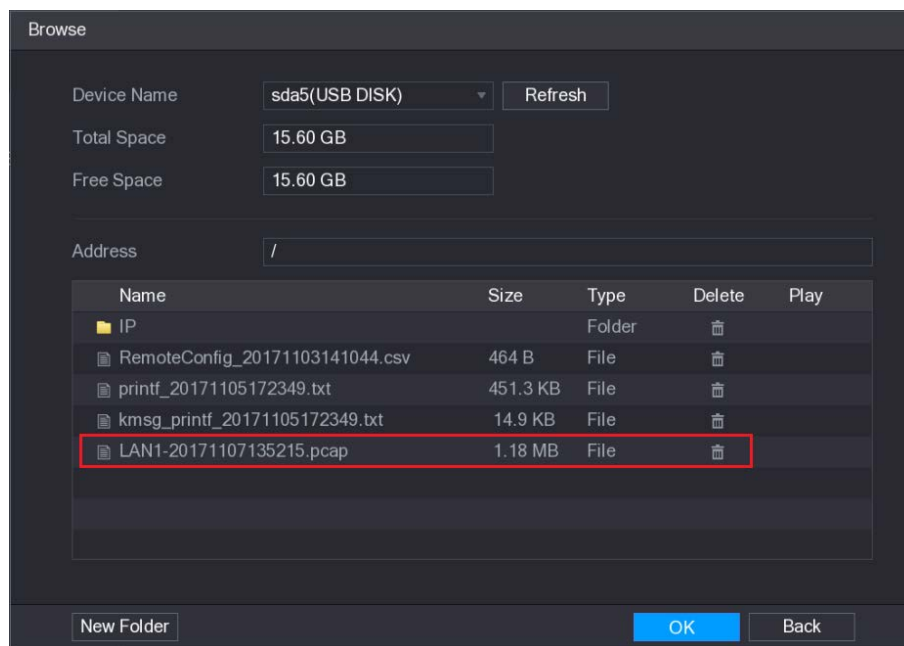 Browse
Device Name sda5(USB DISK) Refresh
Total Space 15.60 GB
Free Space 15.60 GB
Address /
Name Size Type Delete Play
IP Folder
RemoteConfig_20171103141044.csv 464 B File
printf_20171105172349.txt 451.3 KB File
kmsg_printf_20171105172349.txt 14.9 KB File
LAN1-20171107135215.pcap 1.18 MB File
New Folder OK Back